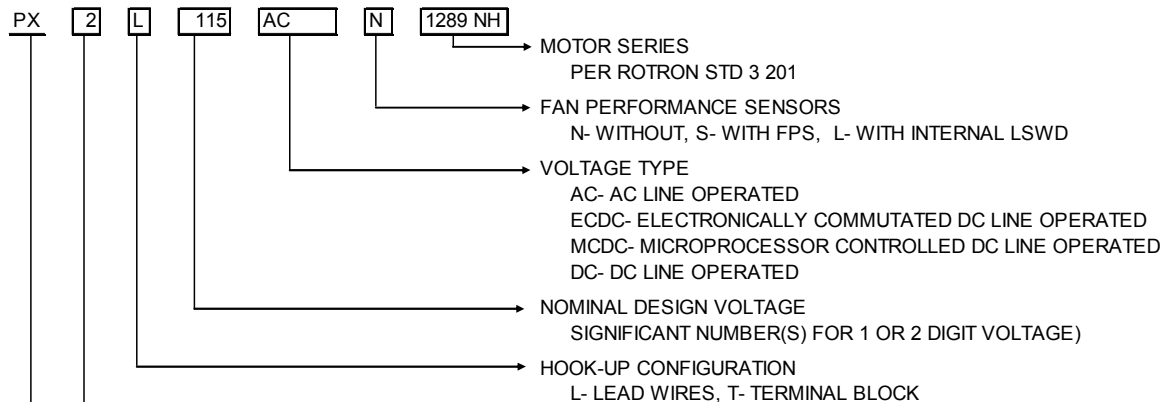 PX 2 L 115 AC N 1289 NH
MOTOR SERIES
PER ROTRON STD 3 201
FAN PERFORMANCE SENSORS
N- WITHOUT, S- WITH FPS, L- WITH INTERNAL LSWD
VOLTAGE TYPE
AC- AC LINE OPERATED
ECDC- ELECTRONICALLY COMMUTATED DC LINE OPERATED
MCDC- MICROPROCESSOR CONTROLLED DC LINE OPERATED
DC- DC LINE OPERATED
NOMINAL DESIGN VOLTAGE
SIGNIFICANT NUMBER(S) FOR 1 OR 2 DIGIT VOLTAGE)
HOOK-UP CONFIGURATION
L- LEAD WIRES, T- TERMINAL BLOCK